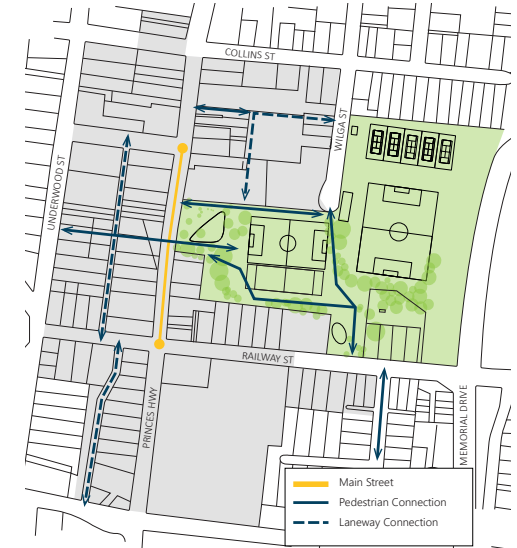 COLLINS ST
WILGA ST
UNDERWOOD ST
RAILWAY ST
PRINCES HWY
MEMORIAL DRIVE
Main Street
Pedestrian Connection
Laneway Connection